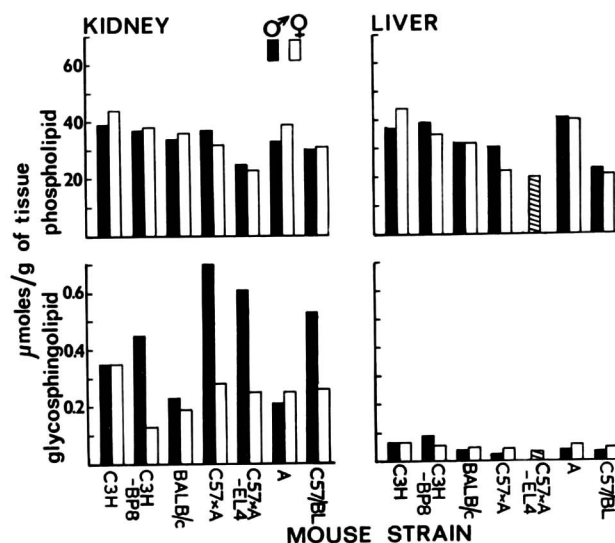 KIDNEY
♂ ♀
LIVER
60
40
20
µmoles/g of tissue
phospholipid
glycosphingolipid
0.6
0.4
0.2
C3H
C3H
-BP8
BALB/c
C57×A
C57×A
-EL4
A
C57/BL
C3H
C3H
-BP8
BALB/c
C57×A
C57×A
-EL4
A
C57/BL
MOUSE STRAIN